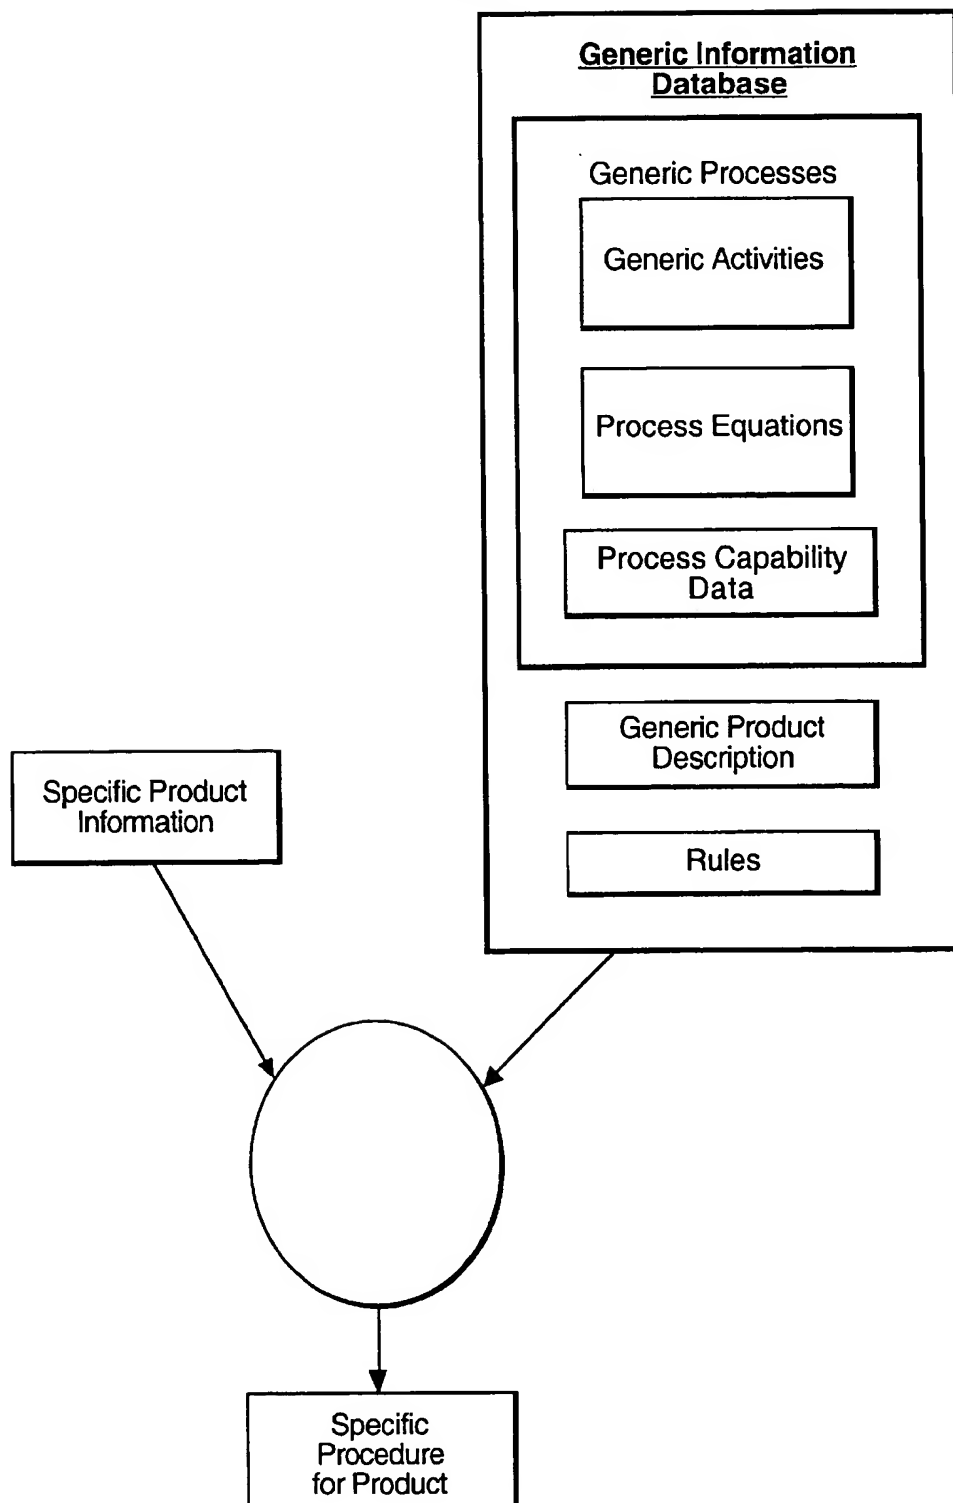 Generic Information
Database
Generic Processes
Generic Activities
Process Equations
Process Capability
Data
Generic Product
Description
Rules
Specific Product
Information
Specific
Procedure
for Product